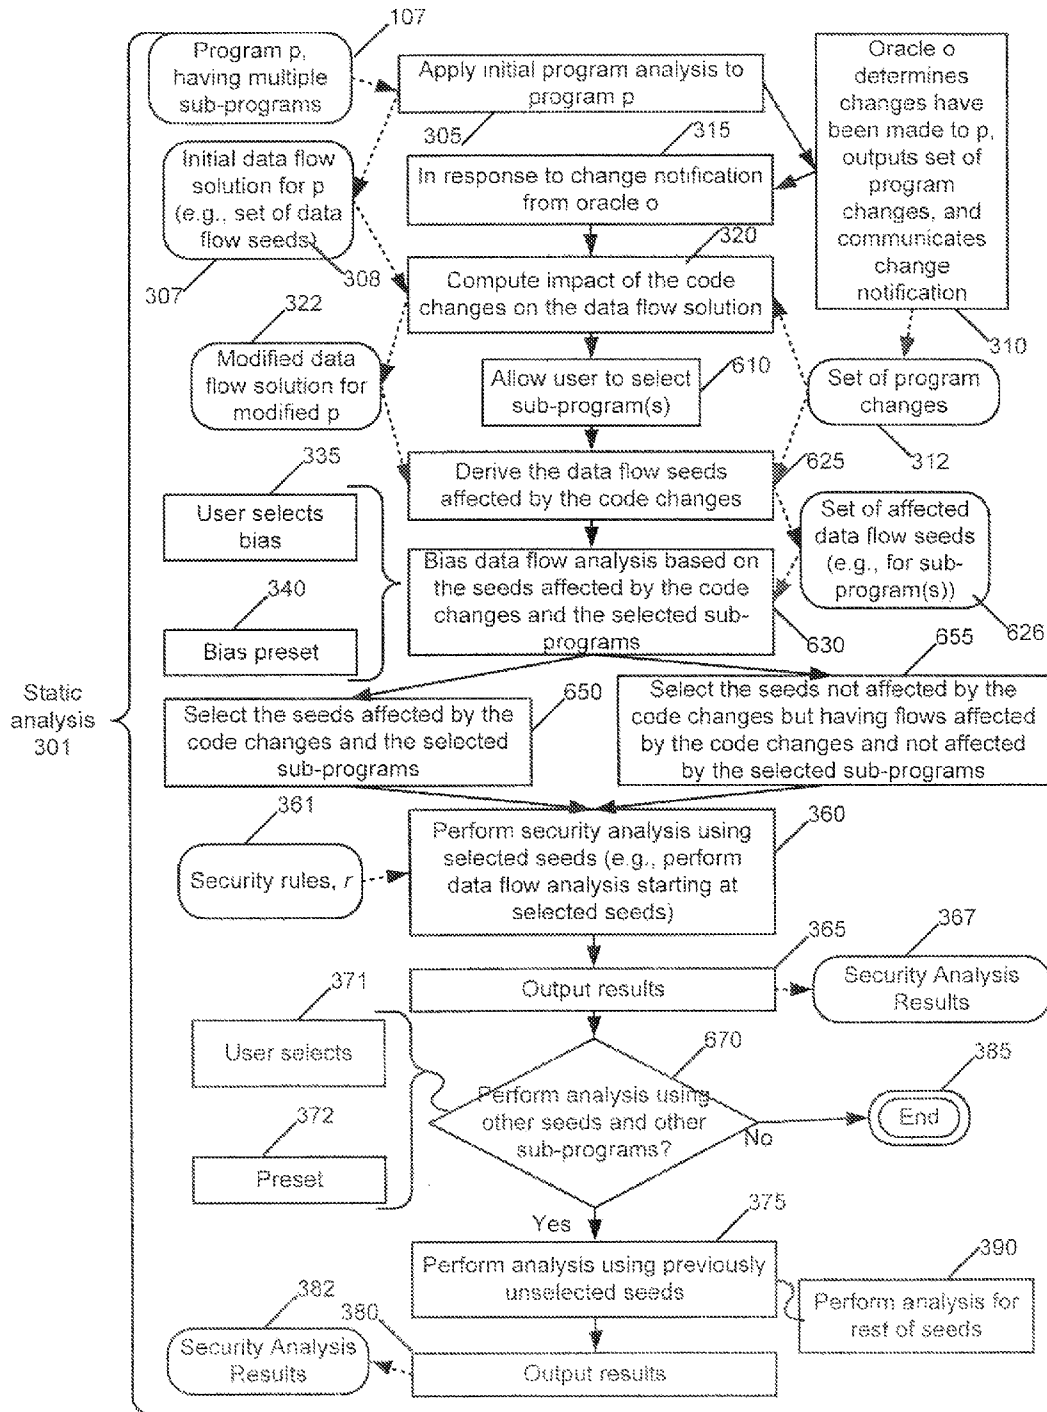 107
Program p,
having multiple
sub-programs
Apply initial program analysis to
program p
305
315
Oracle o
determines
changes have
been made to p,
outputs set of
program
changes, and
communicates
change
notification
310
Initial data flow
solution for p
(e.g., set of data
flow seeds)
307
308
In response to change notification
from oracle o
320
Compute impact of the code
changes on the data flow solution
322
Modified data
flow solution for
modified p
Allow user to select
sub-program(s)
610
Set of program
changes
312
335
User selects
bias
Derive the data flow seeds
affected by the code changes
625
Set of affected
data flow seeds
(e.g., for sub-
program(s))
626
340
Bias preset
Bias data flow analysis based on
the seeds affected by the code
changes and the selected sub-
programs
630
655
Static
analysis
301
650
Select the seeds affected by the
code changes and the selected
sub-programs
Select the seeds not affected by the
code changes but having flows affected
by the code changes and not affected
by the selected sub-programs
361
Security rules, r
Perform security analysis using
selected seeds (e.g., perform
data flow analysis starting at
selected seeds)
360
365
Output results
367
Security Analysis
Results
371
User selects
372
Preset
670
Perform analysis using
other seeds and other
sub-programs?
No
385
End
Yes
375
Perform analysis using previously
unselected seeds
390
Perform analysis for
rest of seeds
382
380
Security Analysis
Results
Output results